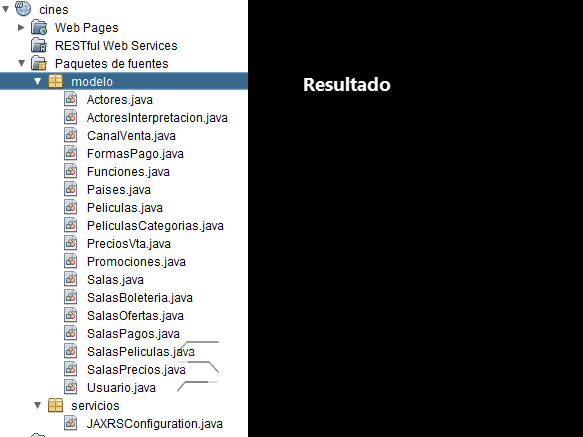 cines
Web Pages
RESTful Web Services
Paquetes de fuentes
modelo
Actores.java
ActoresInterpretacion.java
CanalVenta.java
FormasPago.java
Funciones.java
Paises.java
Peliculas.java
PeliculasCategorias.java
PreciosVta.java
Promociones.java
Salas.java
SalasBoleteria.java
SalasOfertas.java
SalasPagos.java
SalasPeliculas.java
SalasPrecios.java
Usuario.java
servicios
JAXRSConfiguration.java
Resultado